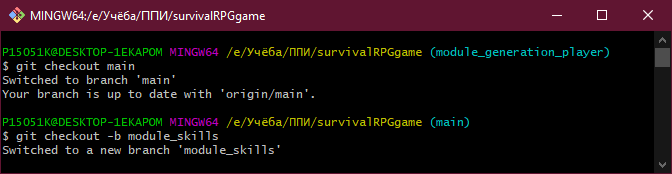 MINGW64:/e/Учёба/ППИ/survivalRPGgame
P15051K@DESKTOP-1EKAPOM MINGW64 /e/Учёба/ППИ/survivalRPGgame (module_generation_player)
$ git checkout main
Switched to branch 'main'
Your branch is up to date with 'origin/main'.
P15051K@DESKTOP-1EKAPOM MINGW64 /e/Учёба/ППИ/survivalRPGgame (main)
$ git checkout -b module_skills
Switched to a new branch 'module_skills'